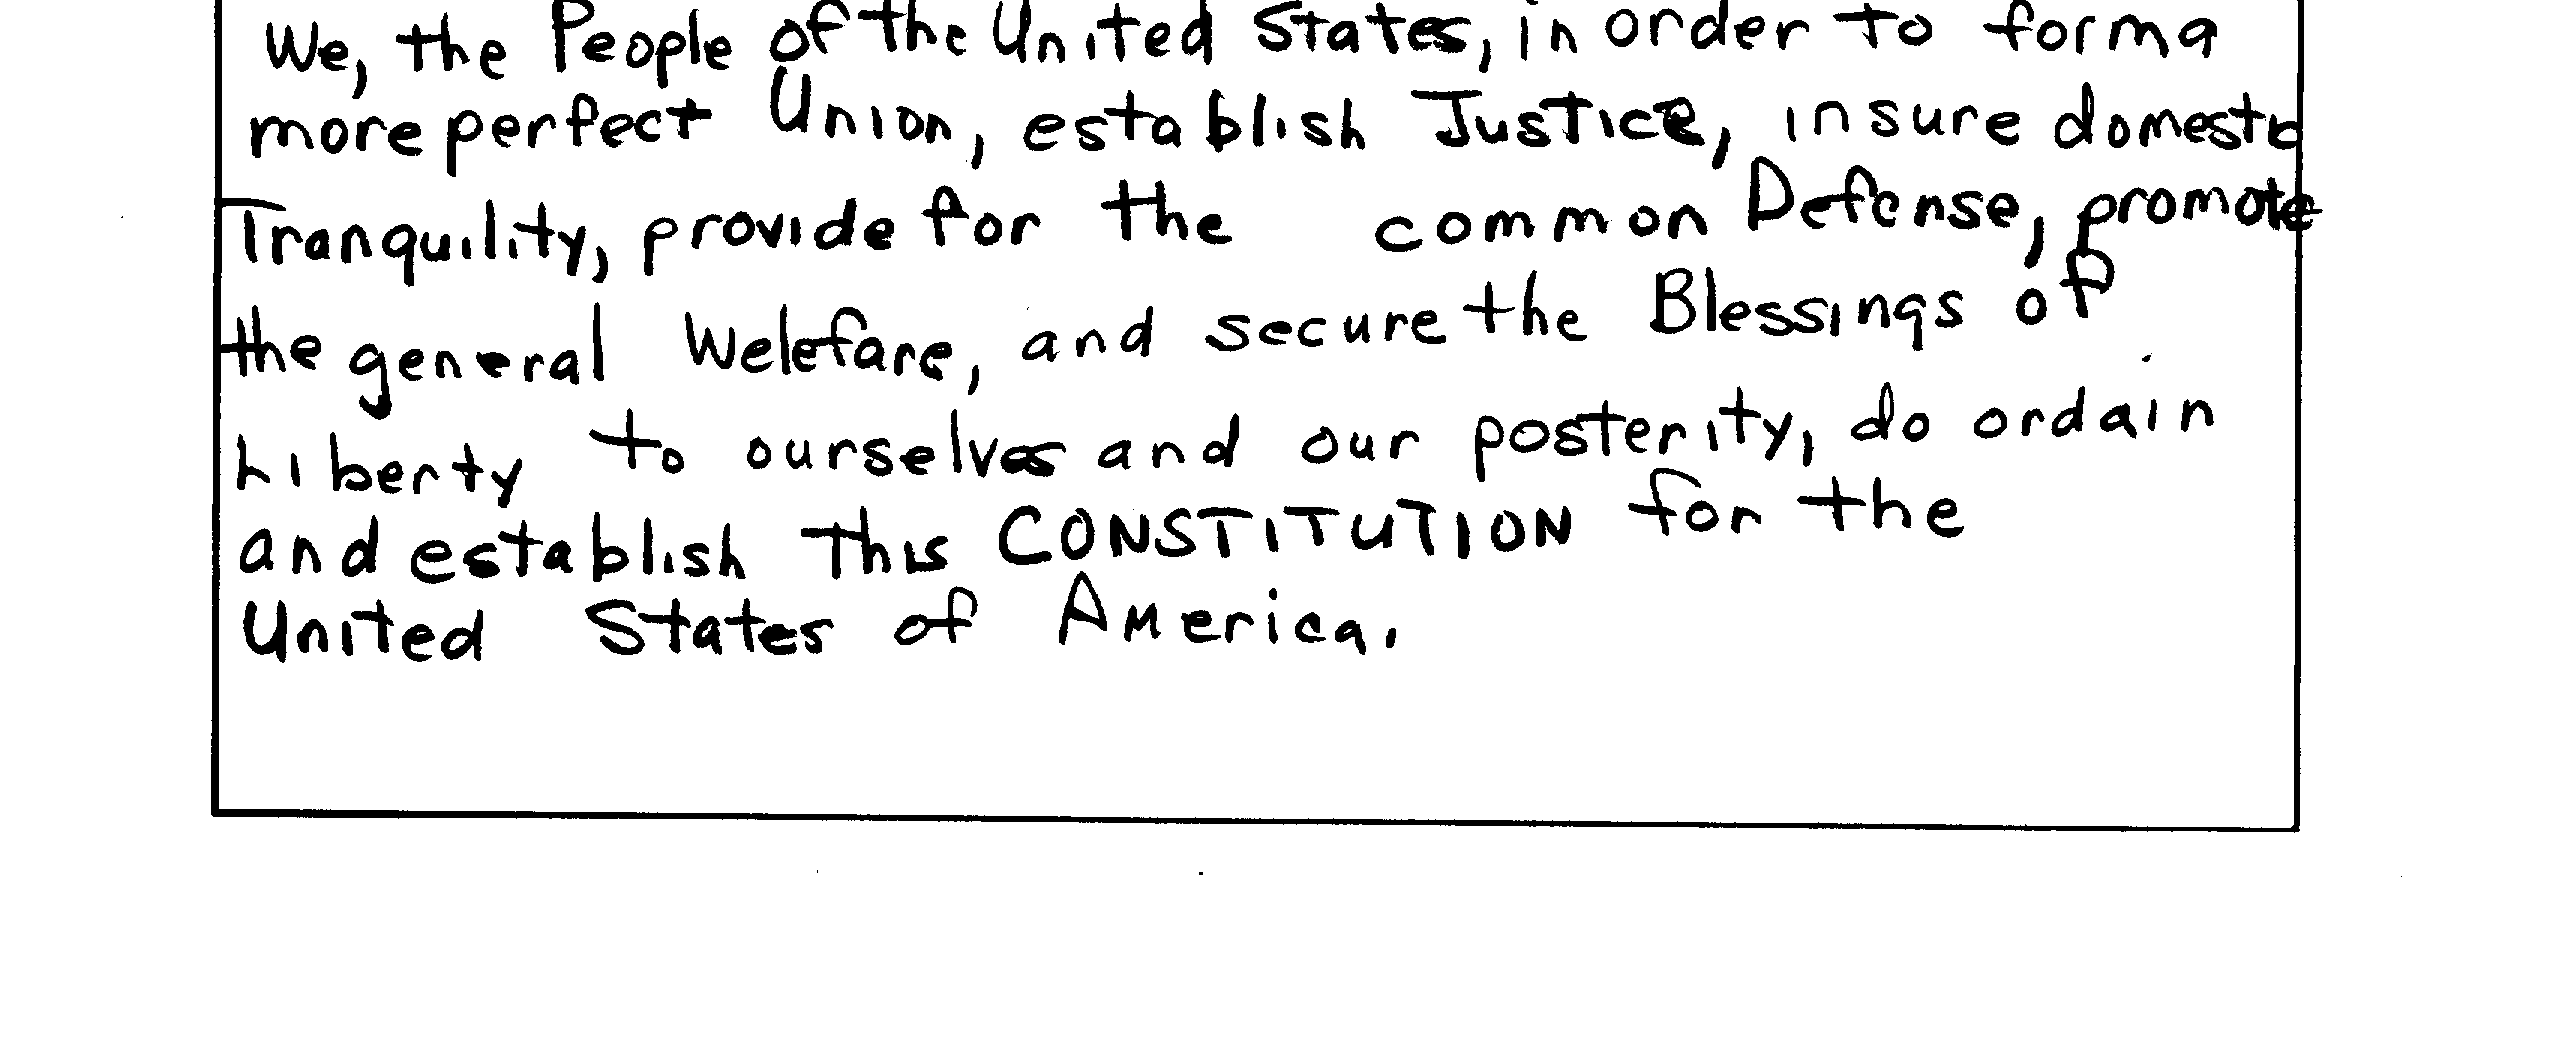 We, the People of the United States, in order to form a
more perfect Union, establish Justice, insure domestic
Tranquility, provide for the common Defense, promote
the general Welefare, and secure the Blessings of
Liberty to ourselves and our posterity, do ordain
and establish this CONSTITUTION for the
United States of America.